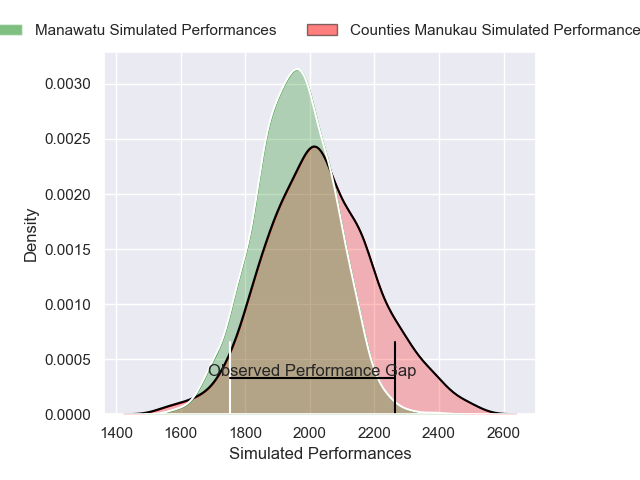 Manawatu Simulated Performances
Counties Manukau Simulated Performance
0.0030
0.0025
0.0020
0.0015
0.0010
0.0005
0.0000
Density
Observed Performance Gap
1400 1600 1800 2000 2200 2400 2600
Simulated Performances